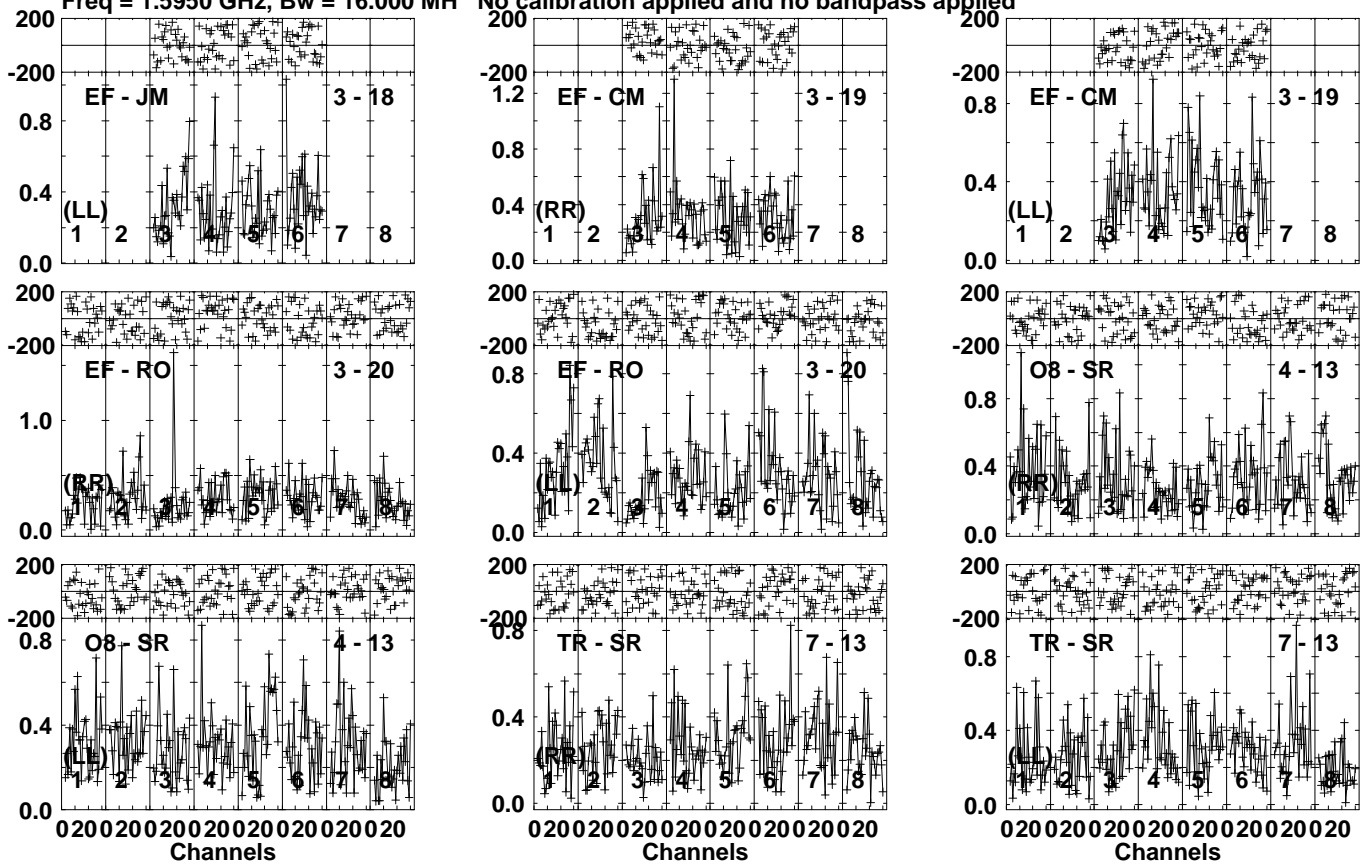 Freq = 1.5950 GHz, Bw = 16.000 MH No calibration applied and no bandpass applied
200
-200
EF - JM 3 - 18
0.8
0.4
(LL)
1 2 3 4 5 6 7 8
0.0
200
-200
EF - CM 3 - 19
1.2
0.8
0.4
(RR)
1 2 3 4 5 6 7 8
0.0
200
-200
EF - CM 3 - 19
0.8
0.4
(LL)
1 2 3 4 5 6 7 8
0.0
200
-200
EF - RO 3 - 20
1.0
(RR)
1 2 3 4 5 6 7 8
0.0
200
-200
EF - RO 3 - 20
0.8
0.4
(LL)
1 2 3 4 5 6 7 8
0.0
200
-200
O8 - SR 4 - 13
0.8
0.4
(RR)
1 2 3 4 5 6 7 8
0.0
200
-200
O8 - SR 4 - 13
0.8
0.4
(LL)
1 2 3 4 5 6 7 8
0.0
0 20 0 20 0 20 0 20 0 20 0 20 0 20 0 20
Channels
200
-200
TR - SR 7 - 13
0.8
0.4
(RR)
1 2 3 4 5 6 7 8
0.0
0 20 0 20 0 20 0 20 0 20 0 20 0 20 0 20
Channels
200
-200
TR - SR 7 - 13
0.8
0.4
(LL)
1 2 3 4 5 6 7 8
0.0
0 20 0 20 0 20 0 20 0 20 0 20 0 20 0 20
Channels